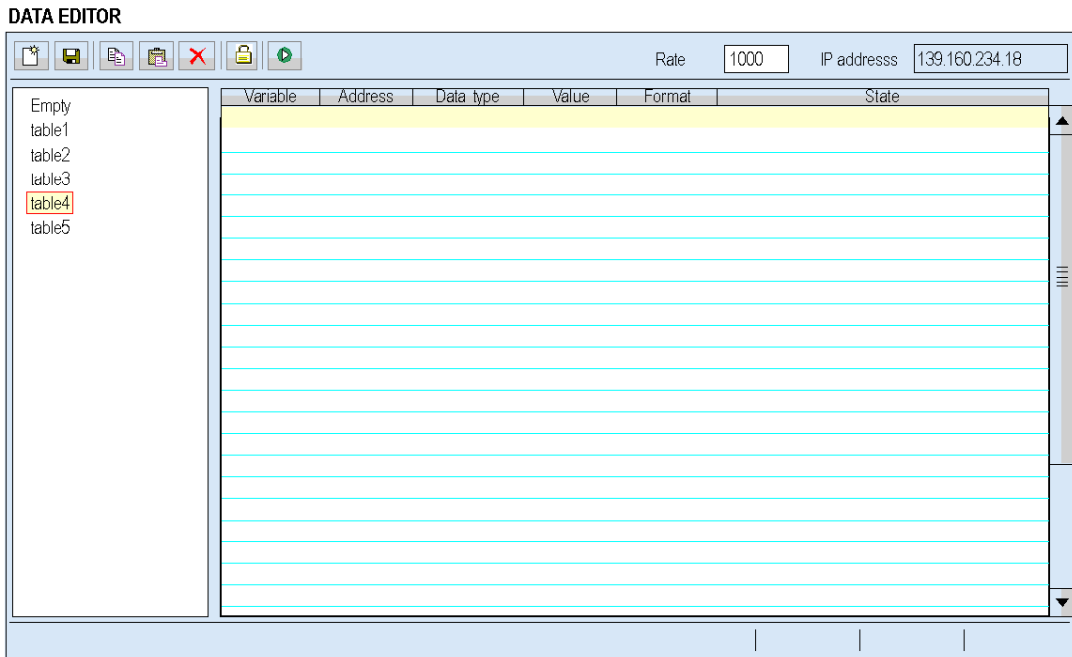 DATA EDITOR
Rate 1000 IP addresss 139.160.234.18
Variable Address Data type Value Format State
Empty
table1
table2
table3
table4
table5